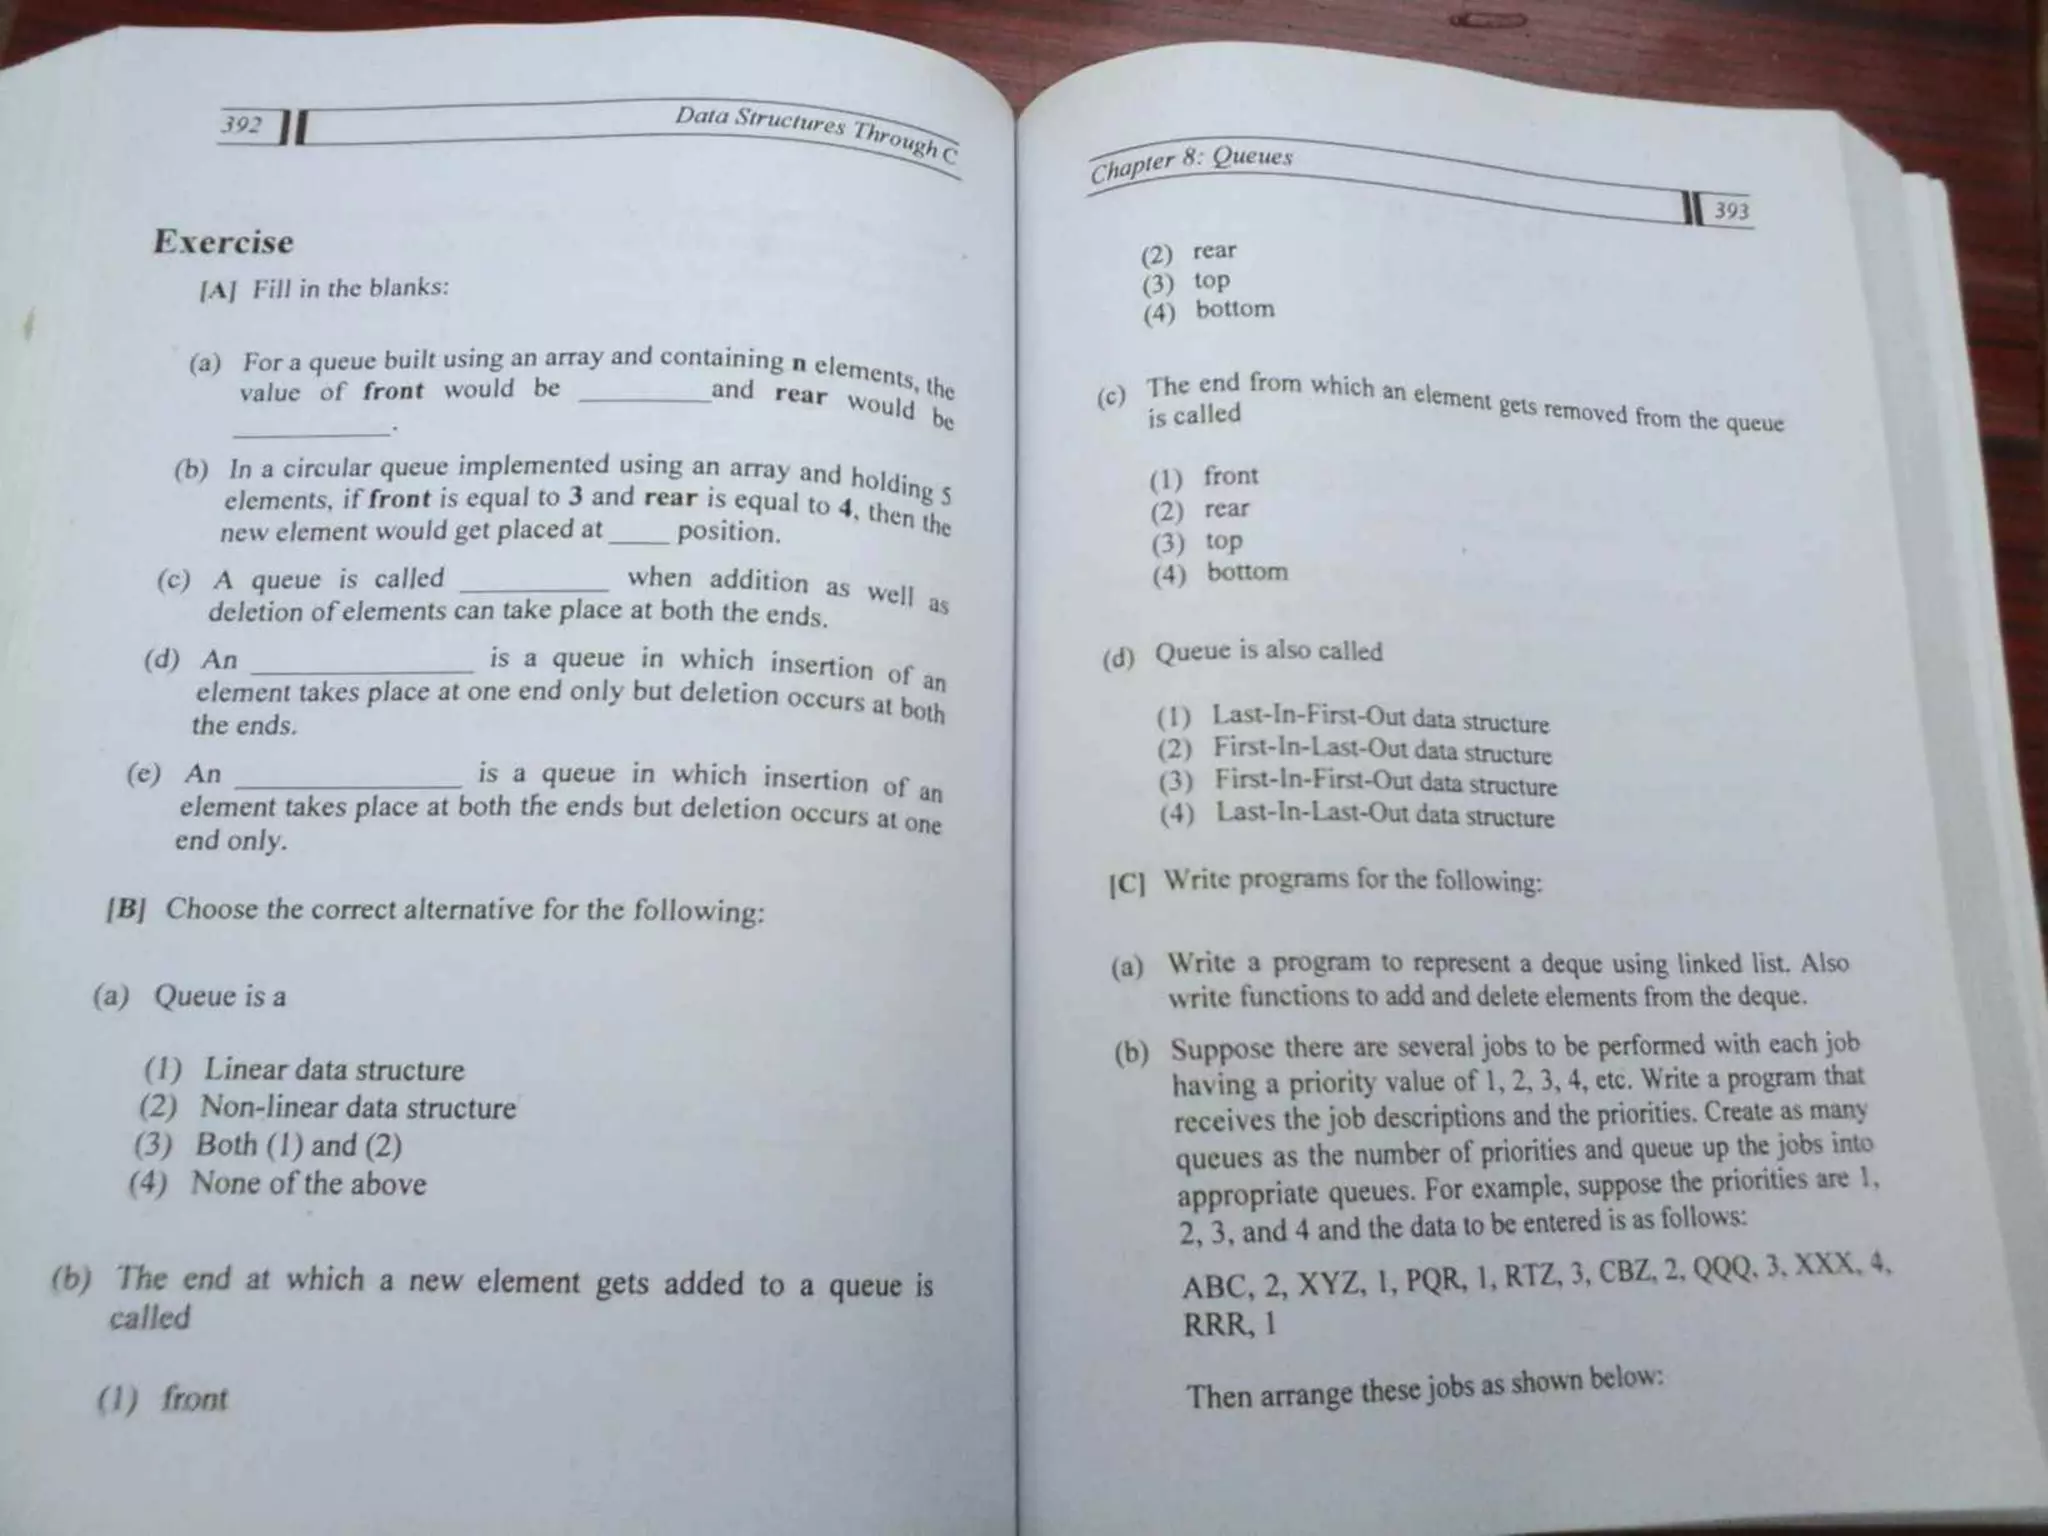 392 Data Structures Through C
Exercise
[A] Fill in the blanks:
(a) For a queue built using an array and containing n elements, the
value of front would be __________ and rear would be
____________.
(b) In a circular queue implemented using an array and holding 5
elements, if front is equal to 3 and rear is equal to 4, then the
new element would get placed at _____ position.
(c) A queue is called ____________ when addition as well as
deletion of elements can take place at both the ends.
(d) An _________________ is a queue in which insertion of an
element takes place at one end only but deletion occurs at both
the ends.
(e) An _________________ is a queue in which insertion of an
element takes place at both the ends but deletion occurs at one
end only.
[B] Choose the correct alternative for the following:
(a) Queue is a
(1) Linear data structure
(2) Non-linear data structure
(3) Both (1) and (2)
(4) None of the above
(b) The end at which a new element gets added to a queue is
called
(1) front
Chapter 8: Queues 393
(2) rear
(3) top
(4) bottom
(c) The end from which an element gets removed from the queue
is called
(1) front
(2) rear
(3) top
(4) bottom
(d) Queue is also called
(1) Last-In-First-Out data structure
(2) First-In-Last-Out data structure
(3) First-In-First-Out data structure
(4) Last-In-Last-Out data structure
[C] Write programs for the following:
(a) Write a program to represent a deque using linked list. Also
write functions to add and delete elements from the deque.
(b) Suppose there are several jobs to be performed with each job
having a priority value of 1, 2, 3, 4, etc. Write a program that
receives the job descriptions and the priorities. Create as many
queues as the number of priorities and queue up the jobs into
appropriate queues. For example, suppose the priorities are 1,
2, 3, and 4 and the data to be entered is as follows:
ABC, 2, XYZ, 1, PQR, 1, RTZ, 3, CBZ, 2, QQQ, 3, XXX, 4,
RRR, 1
Then arrange these jobs as shown below: